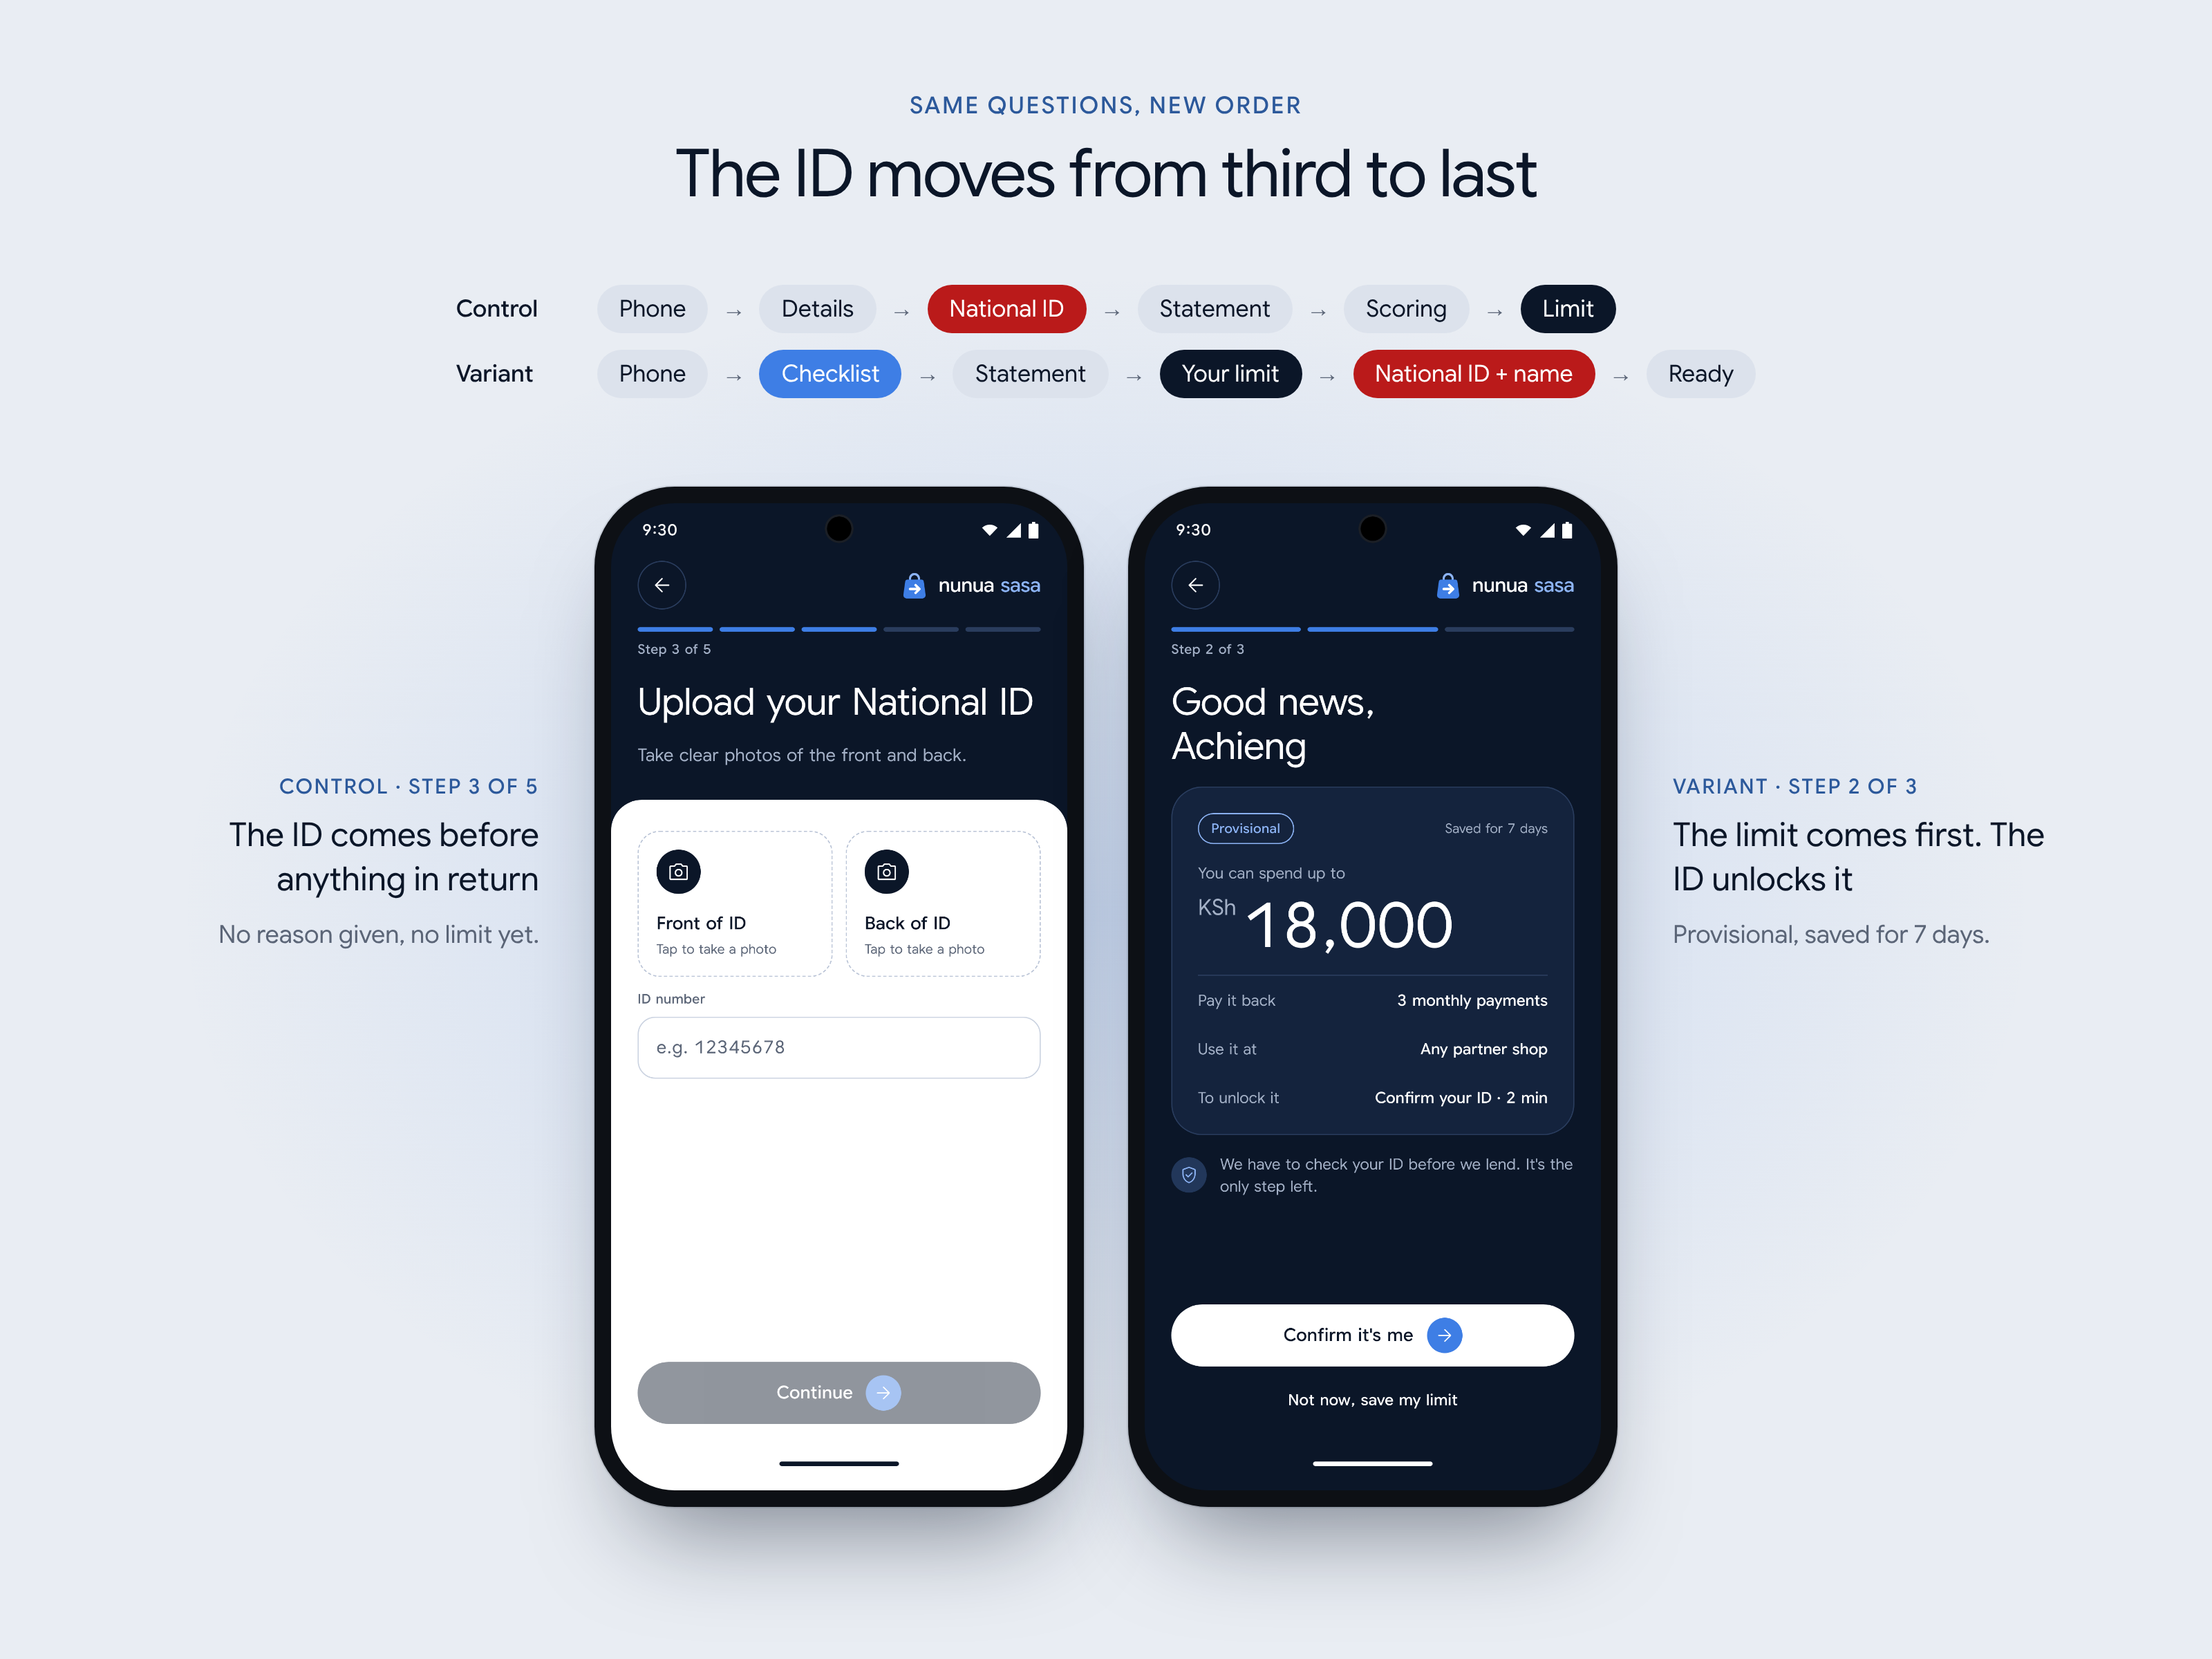 SAME QUESTIONS, NEW ORDER
The ID moves from third to last
Control Phone → Details → National ID → Statement → Scoring → Limit
Variant Phone → Checklist → Statement → Your limit → National ID + name → Ready
CONTROL · STEP 3 OF 5
The ID comes before
anything in return
No reason given, no limit yet.
9:30
nunua sasa
Step 3 of 5
Upload your National ID
Take clear photos of the front and back.
Front of ID
Tap to take a photo
Back of ID
Tap to take a photo
ID number
e.g. 12345678
Continue
9:30
nunua sasa
Step 2 of 3
Good news,
Achieng
Provisional Saved for 7 days
You can spend up to
KSh 18,000
Pay it back 3 monthly payments
Use it at Any partner shop
To unlock it Confirm your ID · 2 min
We have to check your ID before we lend. It's the
only step left.
Confirm it's me
Not now, save my limit
VARIANT · STEP 2 OF 3
The limit comes first. The
ID unlocks it
Provisional, saved for 7 days.